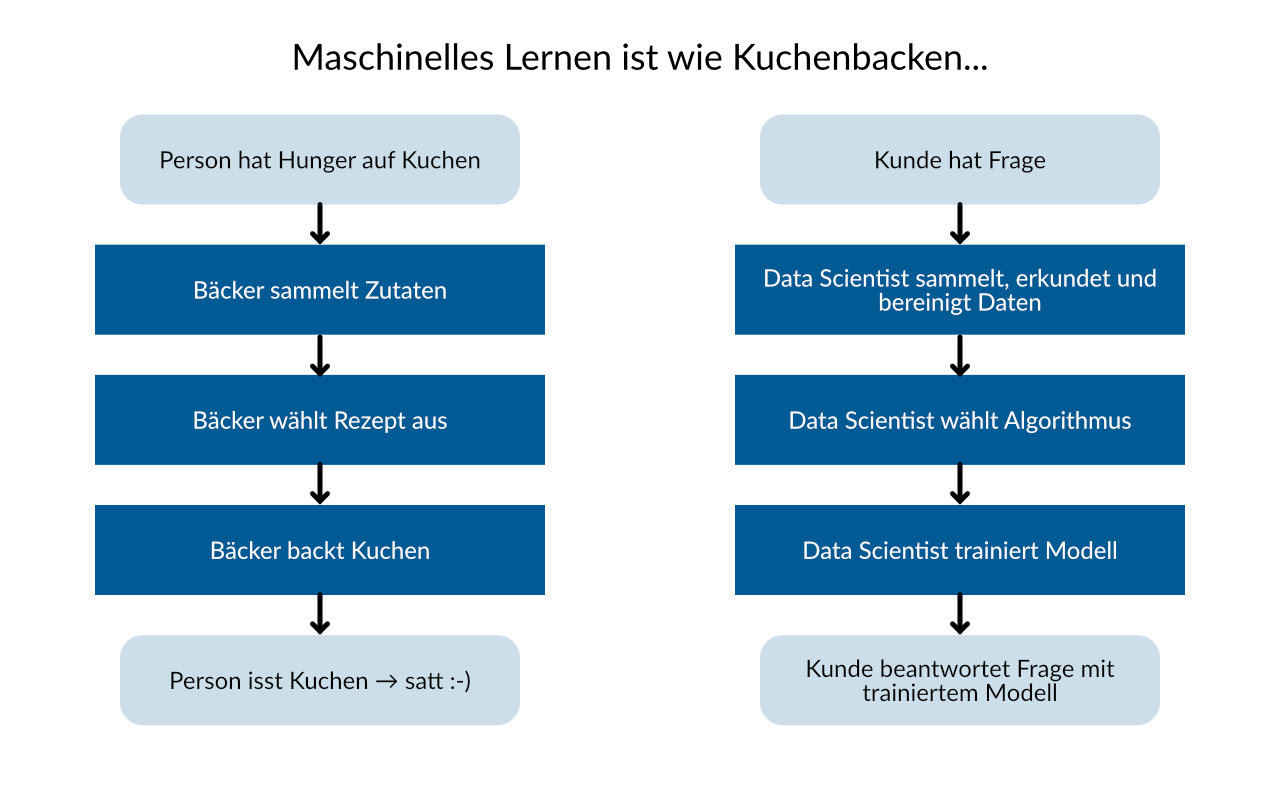 Maschinelles Lernen ist wie Kuchenbacken...
Person hat Hunger auf Kuchen
Bäcker sammelt Zutaten
Bäcker wählt Rezept aus
Bäcker backt Kuchen
Person isst Kuchen → satt :-)
Kunde hat Frage
Data Scientist sammelt, erkundet und
bereinigt Daten
Data Scientist wählt Algorithmus
Data Scientist trainiert Modell
Kunde beantwortet Frage mit
trainiertem Modell